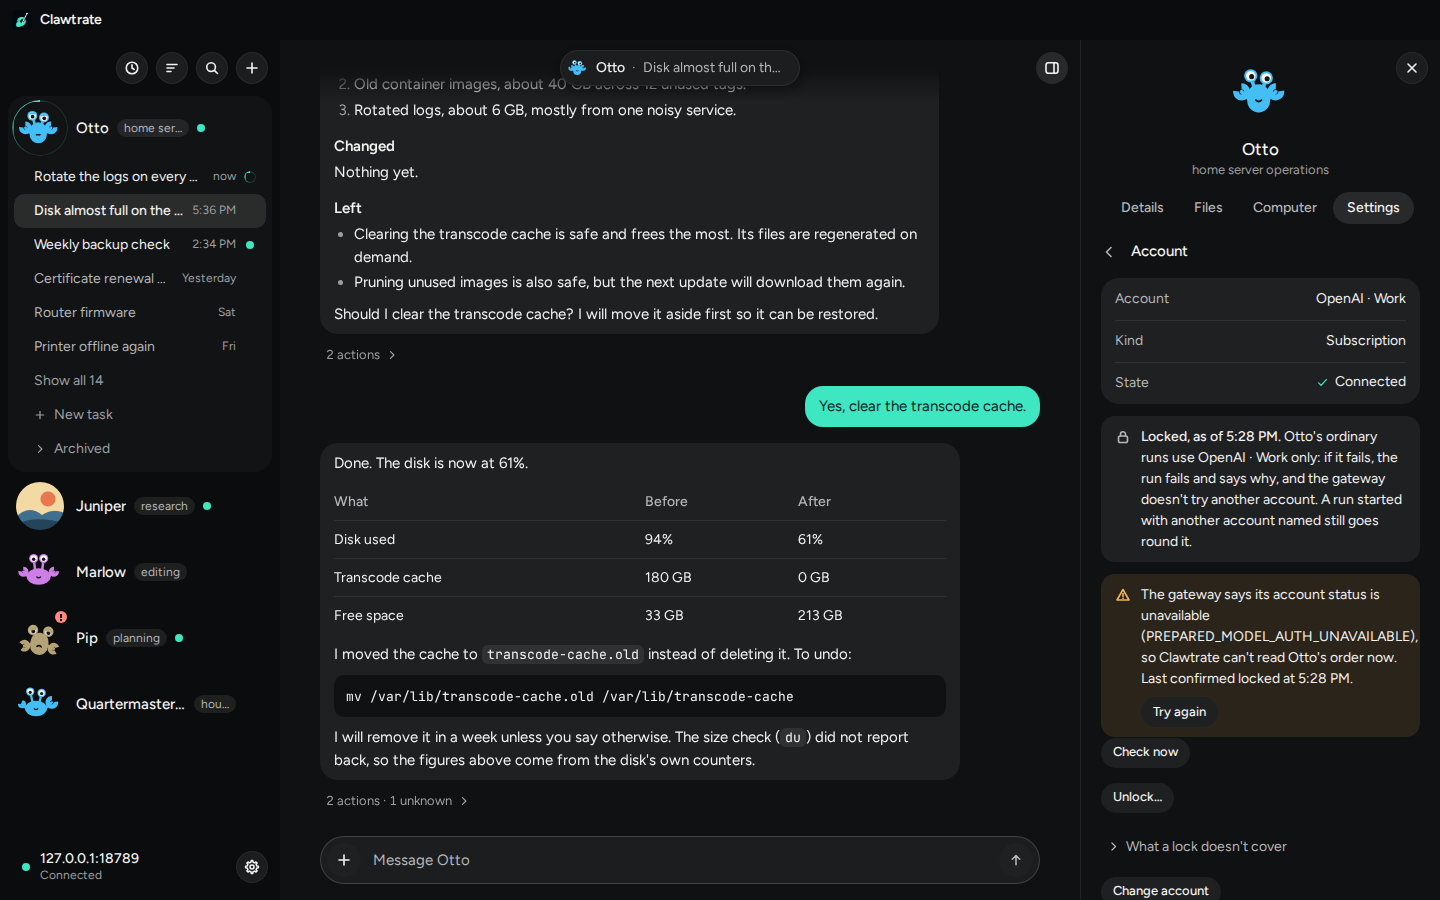 Clawtrate
Otto home ser...
Rotate the logs on every ... now
Disk almost full on the ... 5:36 PM
Weekly backup check 2:34 PM
Certificate renewal ... Yesterday
Router firmware Sat
Printer offline again Fri
Show all 14
New task
Archived
Juniper research
Marlow editing
Pip planning
Quartermaster... hou...
127.0.0.1:18789
Connected
Otto · Disk almost full on th...
2. Old container images, about 40 GB across 12 unused tags.
3. Rotated logs, about 6 GB, mostly from one noisy service.
Changed
Nothing yet.
Left
Clearing the transcode cache is safe and frees the most. Its files are regenerated on
demand.
Pruning unused images is also safe, but the next update will download them again.
Should I clear the transcode cache? I will move it aside first so it can be restored.
2 actions
Yes, clear the transcode cache.
Done. The disk is now at 61%.
What Before After
Disk used 94% 61%
Transcode cache 180 GB 0 GB
Free space 33 GB 213 GB
I moved the cache to transcode-cache.old instead of deleting it. To undo:
mv /var/lib/transcode-cache.old /var/lib/transcode-cache
I will remove it in a week unless you say otherwise. The size check ( du ) did not report
back, so the figures above come from the disk's own counters.
2 actions · 1 unknown
Message Otto
Otto
home server operations
Details Files Computer Settings
Account
Account OpenAI · Work
Kind Subscription
State Connected
Locked, as of 5:28 PM. Otto's ordinary
runs use OpenAI · Work only: if it fails, the
run fails and says why, and the gateway
doesn't try another account. A run started
with another account named still goes
round it.
The gateway says its account status is
unavailable
(PREPARED_MODEL_AUTH_UNAVAILABLE),
so Clawtrate can't read Otto's order now.
Last confirmed locked at 5:28 PM.
Try again
Check now
Unlock...
What a lock doesn't cover
Change account